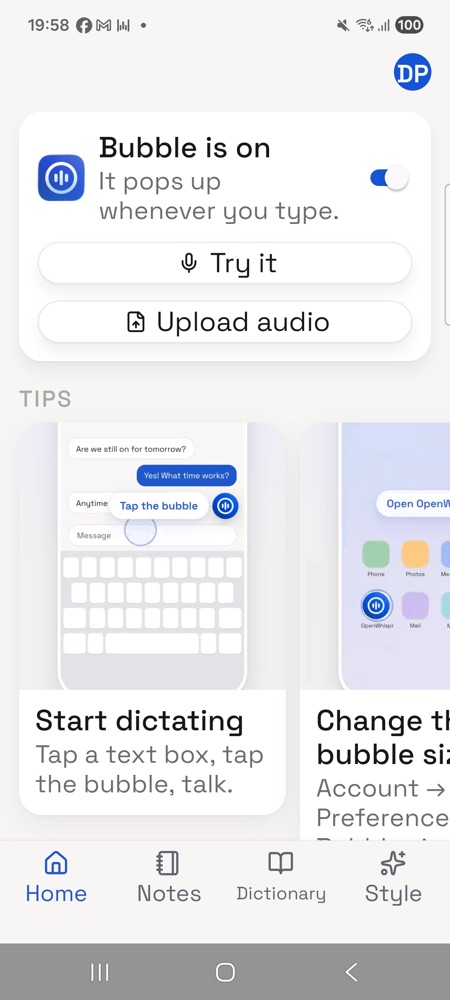 19:58
100
DP
Bubble is on
It pops up
whenever you type.
Try it
Upload audio
TIPS
Are we still on for tomorrow?
Yes! What time works?
Anytime
Tap the bubble
Message
Open OpenW
Phone
Photos
Me
OpenWhispr
Mail
M
Start dictating
Tap a text box, tap
the bubble, talk.
Change th
bubble siz
Account →
Preference
Home
Notes
Dictionary
Style